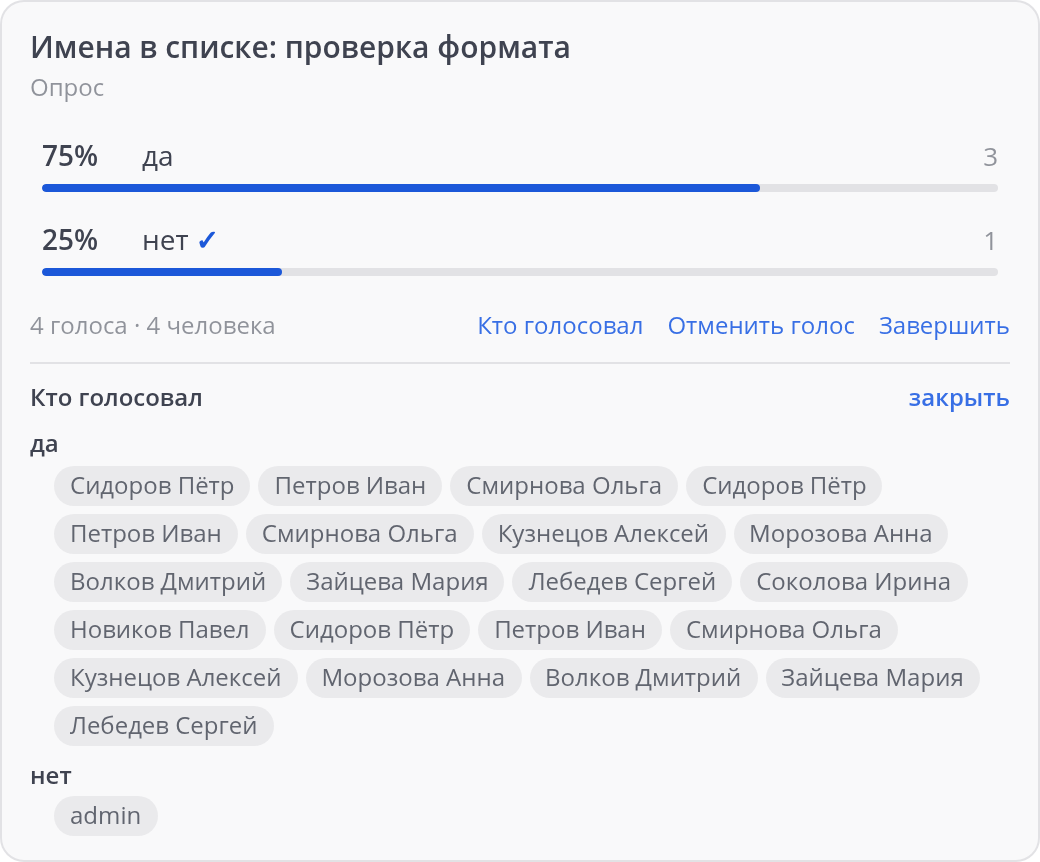 Имена в списке: проверка формата
Опрос
75% да 3
25% нет ✓ 1
4 голоса · 4 человека Кто голосовал Отменить голос Завершить
Кто голосовал закрыть
да
Сидоров Пётр Петров Иван Смирнова Ольга Сидоров Пётр
Петров Иван Смирнова Ольга Кузнецов Алексей Морозова Анна
Волков Дмитрий Зайцева Мария Лебедев Сергей Соколова Ирина
Новиков Павел Сидоров Пётр Петров Иван Смирнова Ольга
Кузнецов Алексей Морозова Анна Волков Дмитрий Зайцева Мария
Лебедев Сергей
нет
admin